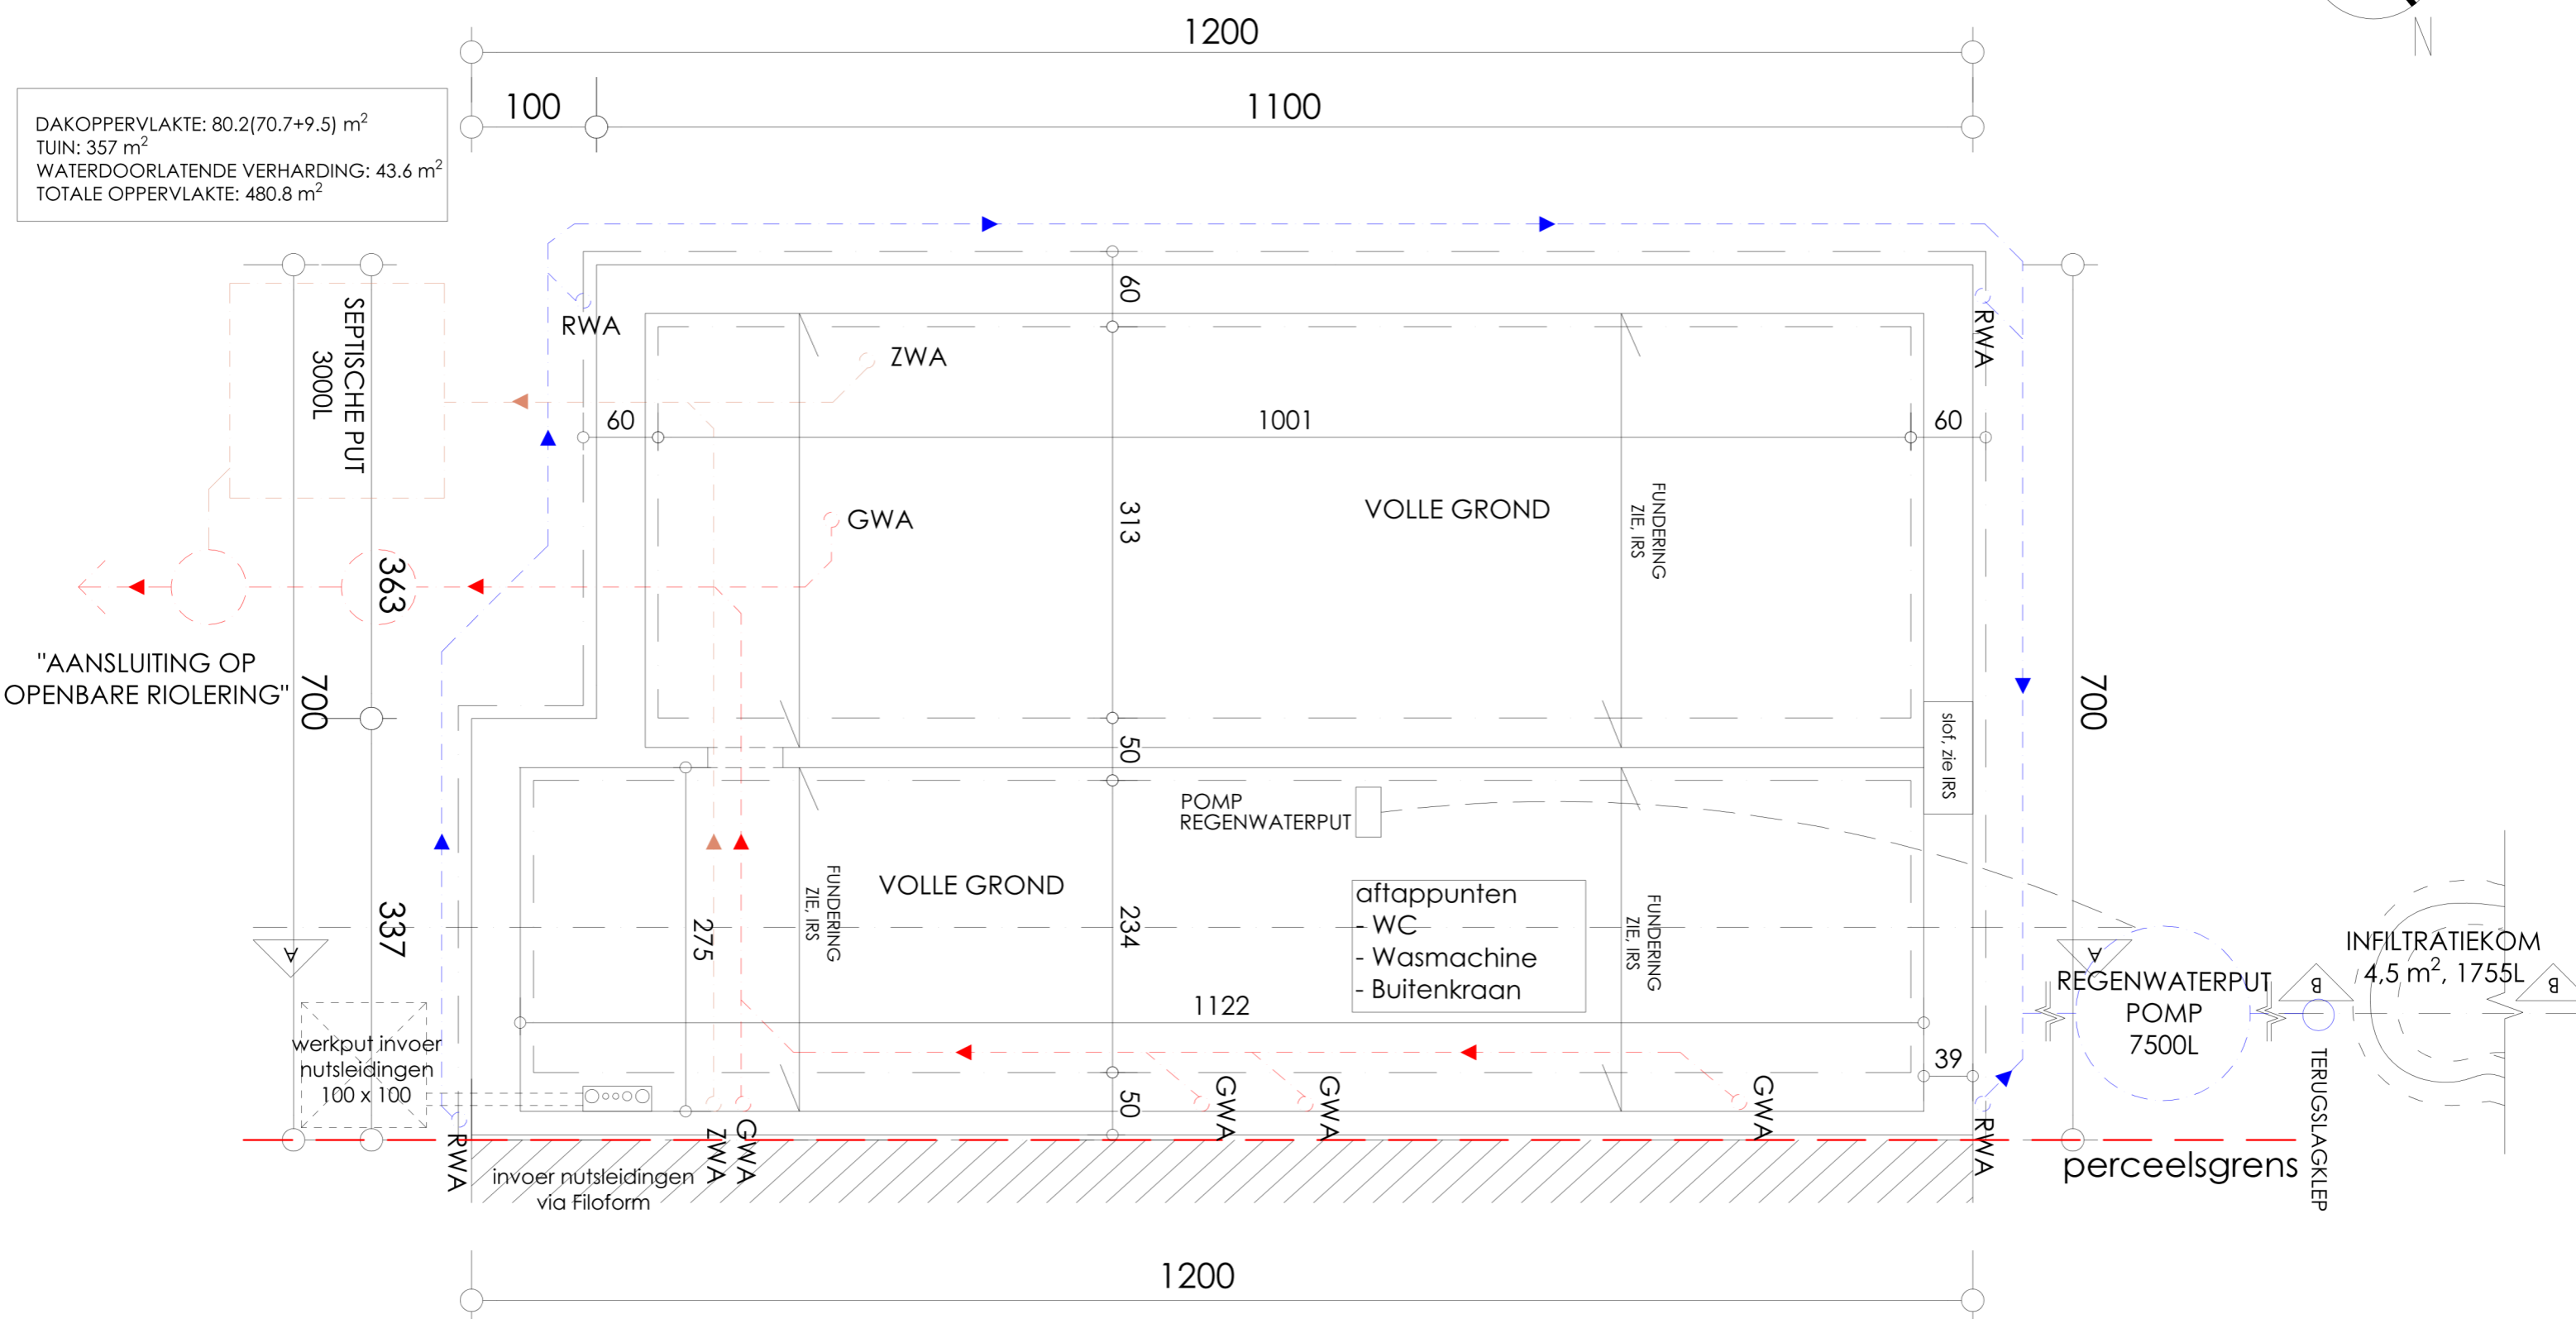 N
1200
100
1100
DAKOPPERVLAKTE: 80.2(70.7+9.5) m²
TUIN: 357 m²
WATERDOORLATENDE VERHARDING: 43.6 m²
TOTALE OPPERVLAKTE: 480.8 m²
SEPTISCHE PUT
3000L
RWA
ZWA
60
RWA
60
1001
60
GWA
313
VOLLE GROND
FUNDERING
ZIE, IRS
363
"AANSLUITING OP
OPENBARE RIOLERING"
700
700
50
slof, zie IRS
POMP
REGENWATERPUT
VOLLE GROND
FUNDERING
ZIE, IRS
aftappunten
- WC
- Wasmachine
- Buitenkraan
FUNDERING
ZIE, IRS
337
275
234
A
A
REGENWATERPUT
POMP
7500L
INFILTRATIEKOM
4,5 m², 1755L
B
B
1122
werkput invoer
nutsleidingen
100 x 100
39
50
GWA
GWA
GWA
TERUGSLAGKLEP
RWA
ZWA
GWA
RWA
perceelsgrens
invoer nutsleidingen
via Filoform
1200